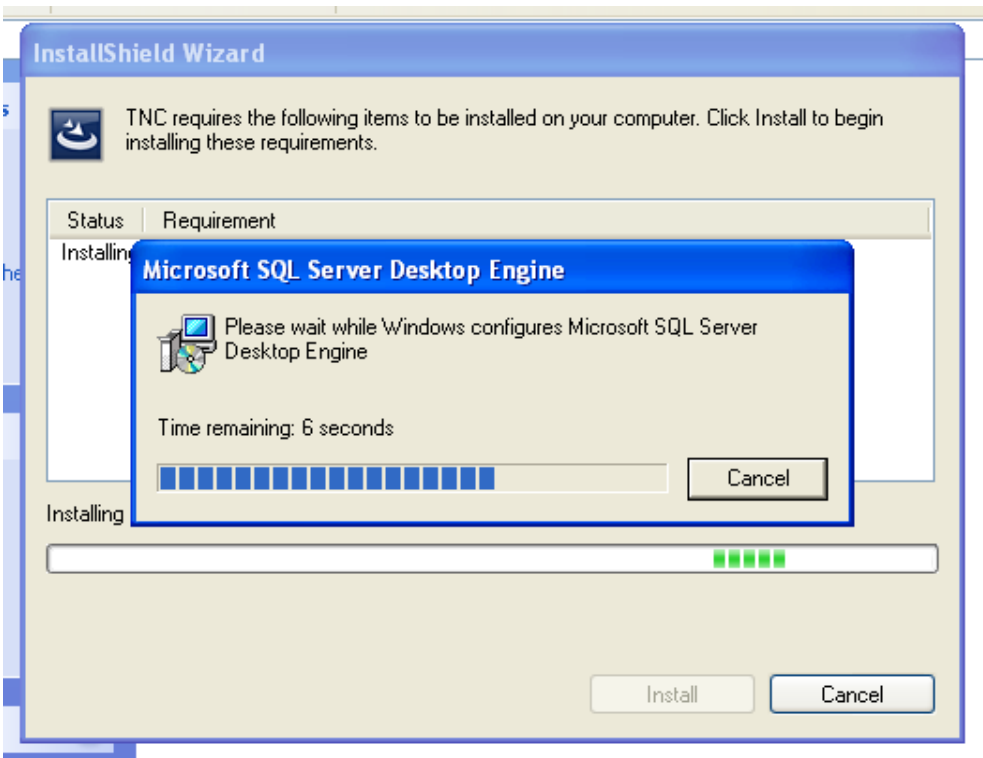 InstallShield Wizard
TNC requires the following items to be installed on your computer. Click Install to begin
installing these requirements.
Status Requirement
Installing
Microsoft SQL Server Desktop Engine
Please wait while Windows configures Microsoft SQL Server
Desktop Engine
Time remaining: 6 seconds
Cancel
Installing
Install Cancel